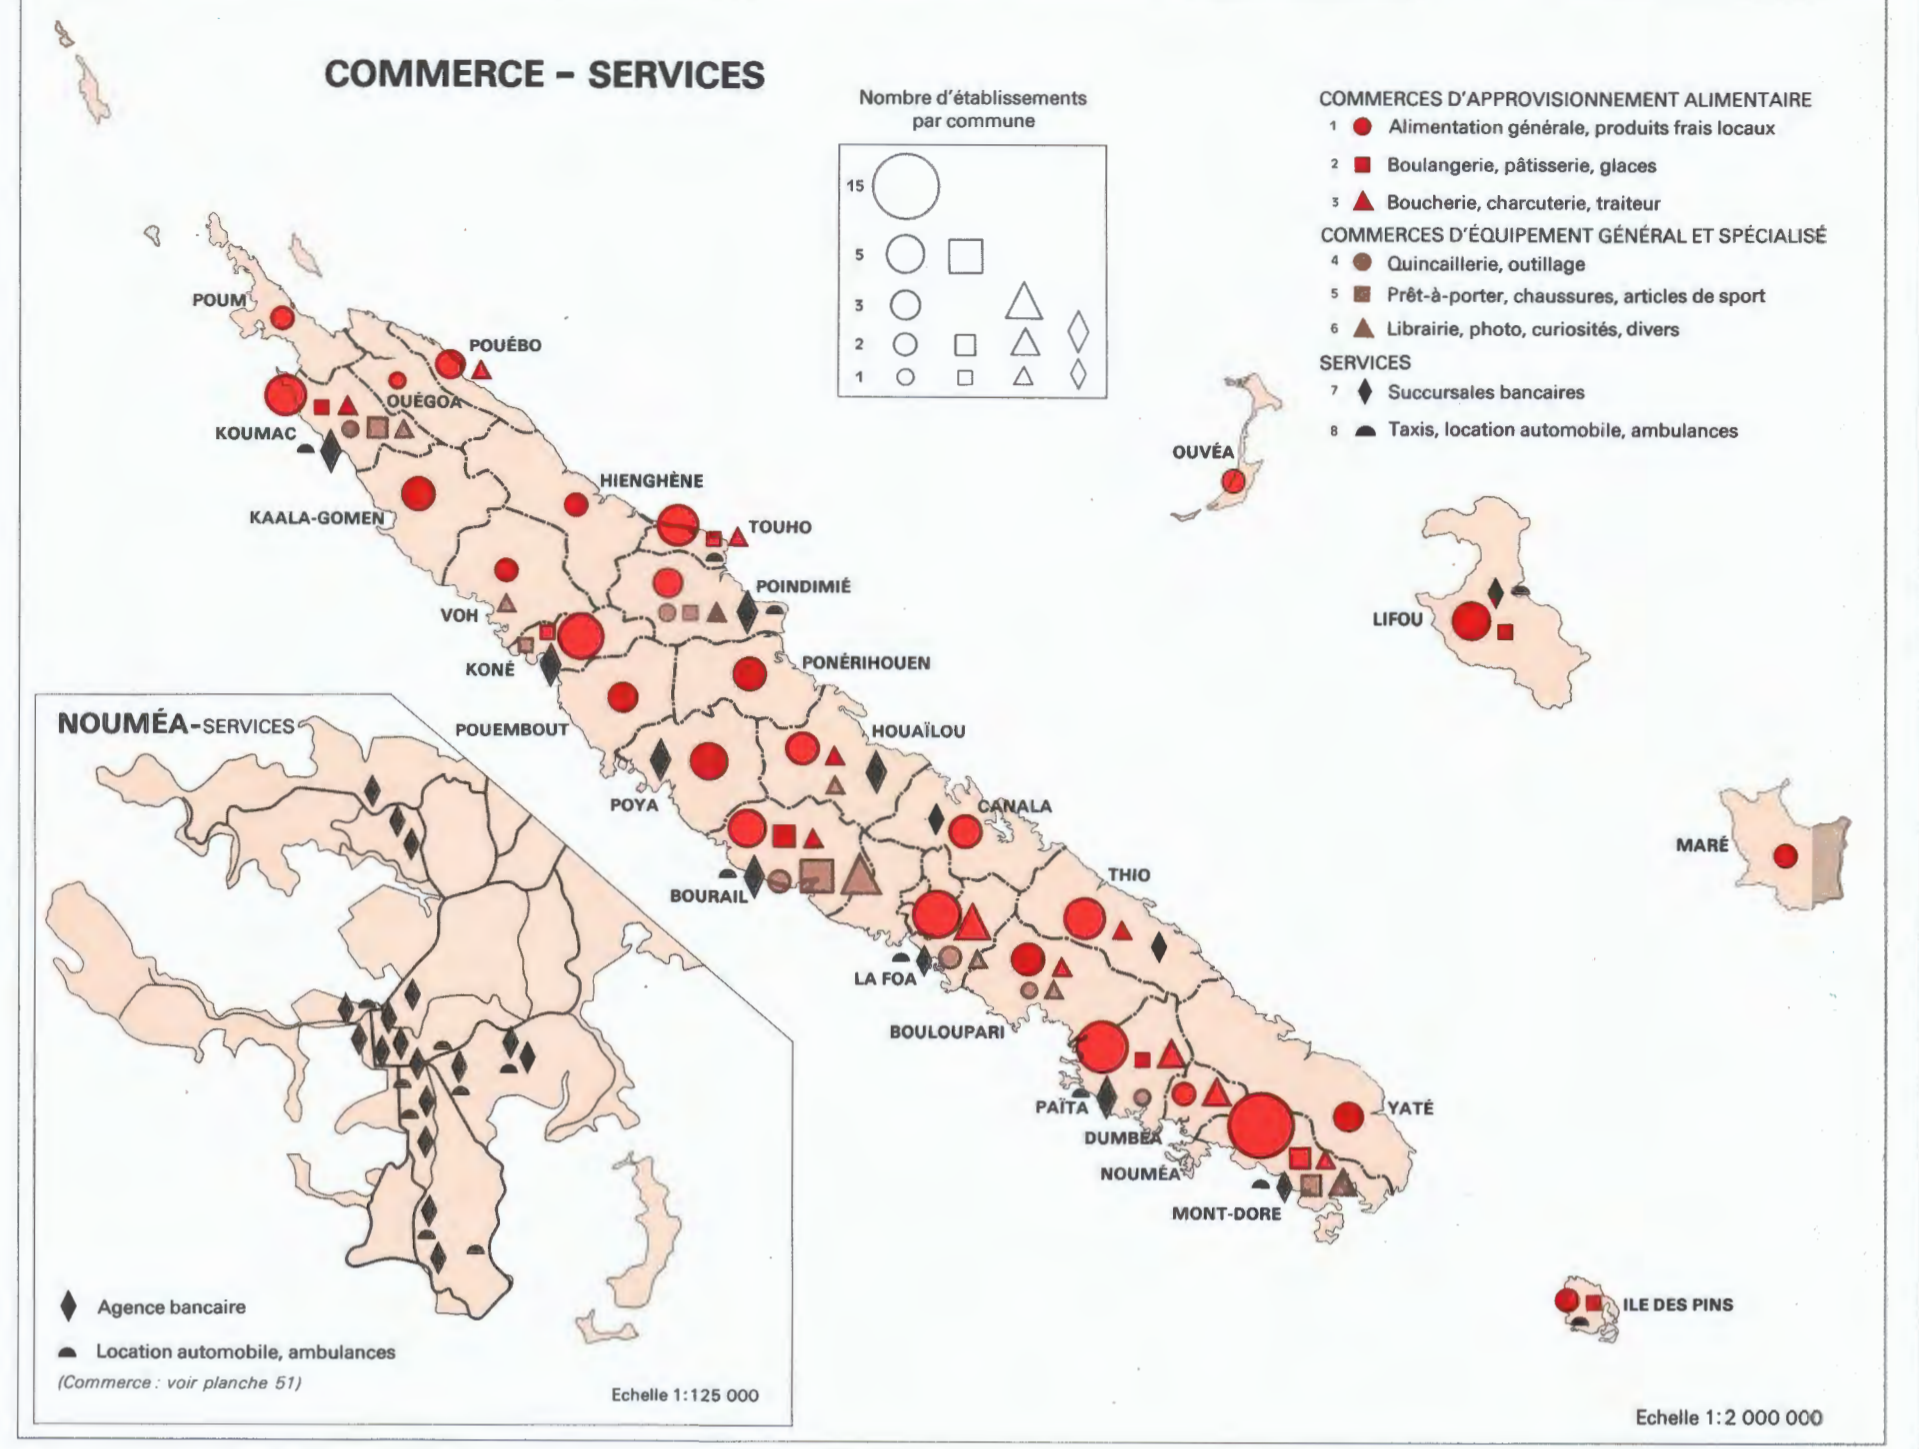 COMMERCE – SERVICES
Nombre d'établissements
par commune
15
5
3
2
1
COMMERCES D'APPROVISIONNEMENT ALIMENTAIRE
1 Alimentation générale, produits frais locaux
2 Boulangerie, pâtisserie, glaces
3 Boucherie, charcuterie, traiteur
COMMERCES D'ÉQUIPEMENT GÉNÉRAL ET SPÉCIALISÉ
4 Quincaillerie, outillage
5 Prêt-à-porter, chaussures, articles de sport
6 Librairie, photo, curiosités, divers
SERVICES
7 Succursales bancaires
8 Taxis, location automobile, ambulances
POUM
POUÉBO
OUÉGOA
KOUMAC
OUVÉA
HIENGHÈNE
KAALA-GOMEN
TOUHO
POINDIMIÉ
VOH
LIFOU
KONÉ
PONÉRIHOUEN
POUEMBOUT
HOUAÏLOU
POYA
CANALA
MARÉ
THIO
BOURAIL
LA FOA
BOULOUPARI
PAÏTA
YATÉ
DUMBÉA
NOUMÉA
MONT-DORE
ILE DES PINS
NOUMÉA-SERVICES
Agence bancaire
Location automobile, ambulances
(Commerce : voir planche 51)
Echelle 1:125 000
Echelle 1:2 000 000